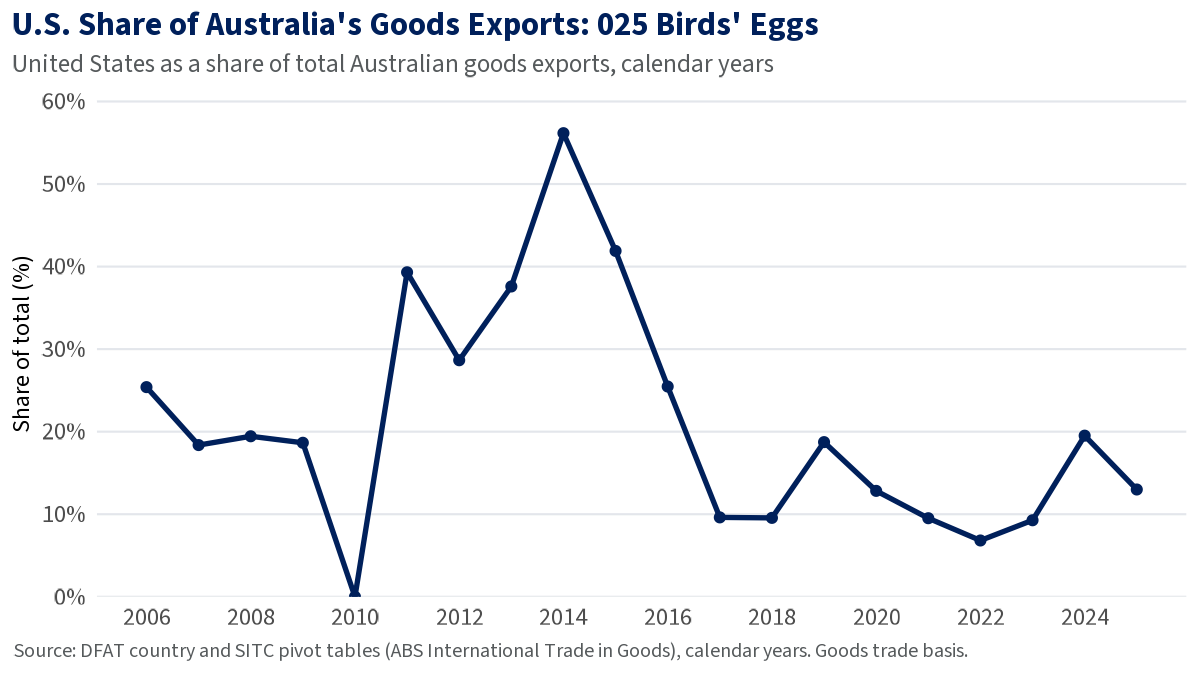 U.S. Share of Australia's Goods Exports: 025 Birds' Eggs
United States as a share of total Australian goods exports, calendar years
Share of total (%)
60%
50%
40%
30%
20%
10%
0%
2006 2008 2010 2012 2014 2016 2018 2020 2022 2024
Source: DFAT country and SITC pivot tables (ABS International Trade in Goods), calendar years. Goods trade basis.